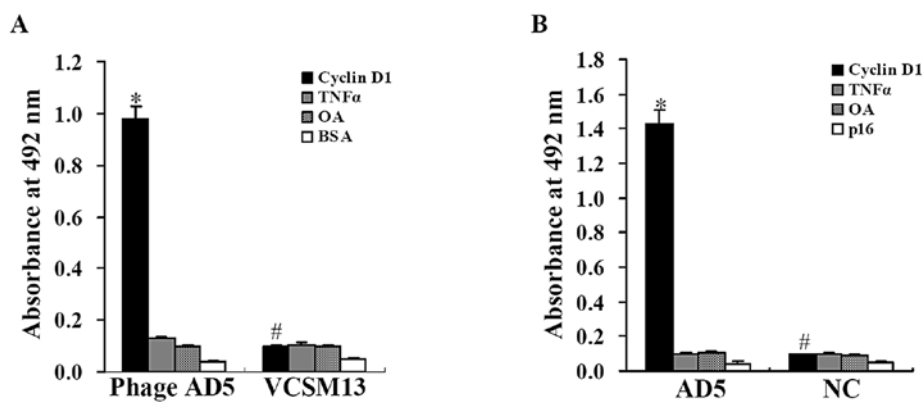 A
Absorbance at 492 nm
1.2
1.0
0.8
0.6
0.4
0.2
0.0
*
#
Cyclin D1
TNFα
OA
BSA
Phage AD5
VCSM13
B
Absorbance at 492 nm
1.8
1.6
1.4
1.2
1.0
0.8
0.6
0.4
0.2
0.0
*
#
Cyclin D1
TNFα
OA
p16
AD5
NC